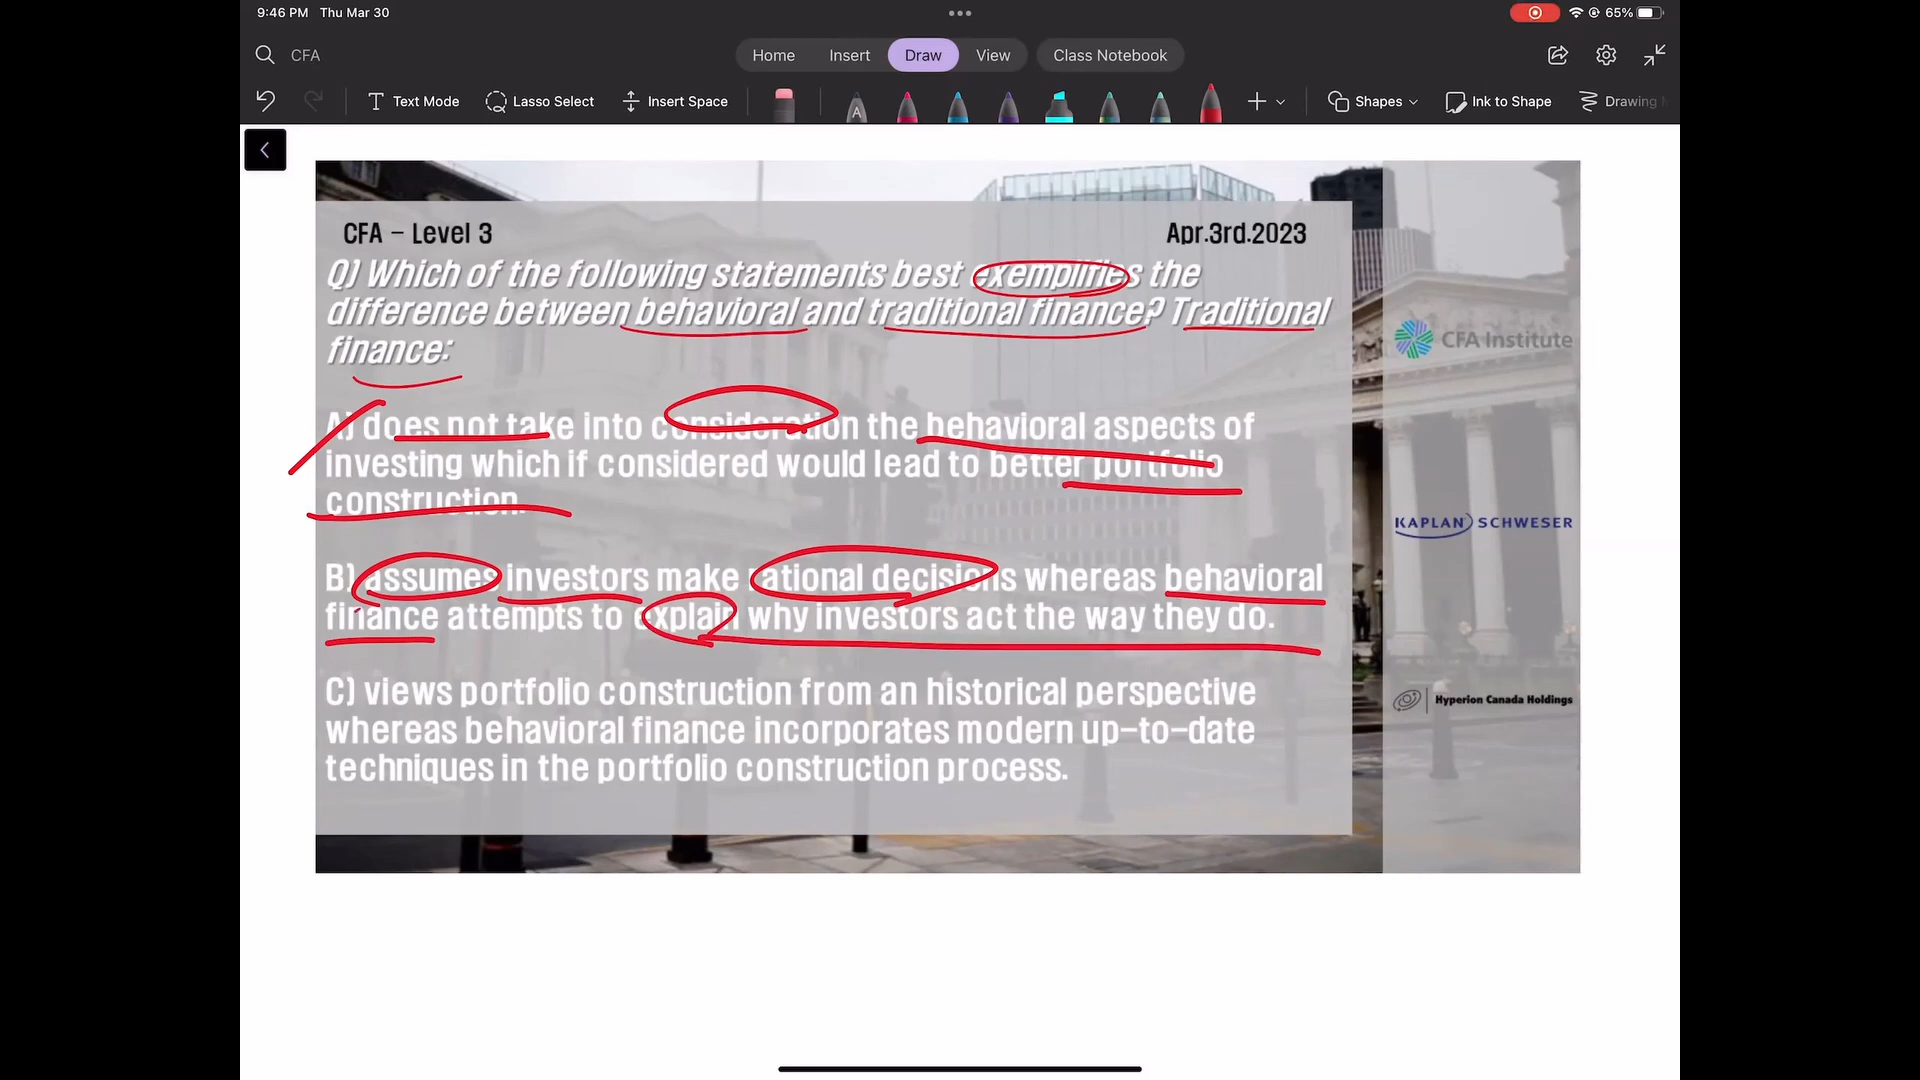 9:46 PM Thu Mar 30
65%
CFA
Home Insert Draw View Class Notebook
Text Mode Lasso Select Insert Space A Shapes Ink to Shape Drawing
CFA - Level 3 Apr.3rd.2023
Q) Which of the following statements best exemplifies the
difference between behavioral and traditional finance? Traditional
finance:
A) does not take into consideration the behavioral aspects of
investing which if considered would lead to better portfolio
construction.
B) assumes investors make rational decisions whereas behavioral
finance attempts to explain why investors act the way they do.
C) views portfolio construction from an historical perspective
whereas behavioral finance incorporates modern up-to-date
techniques in the portfolio construction process.
CFA Institute
KAPLAN SCHWESER
Hyperion Canada Holdings